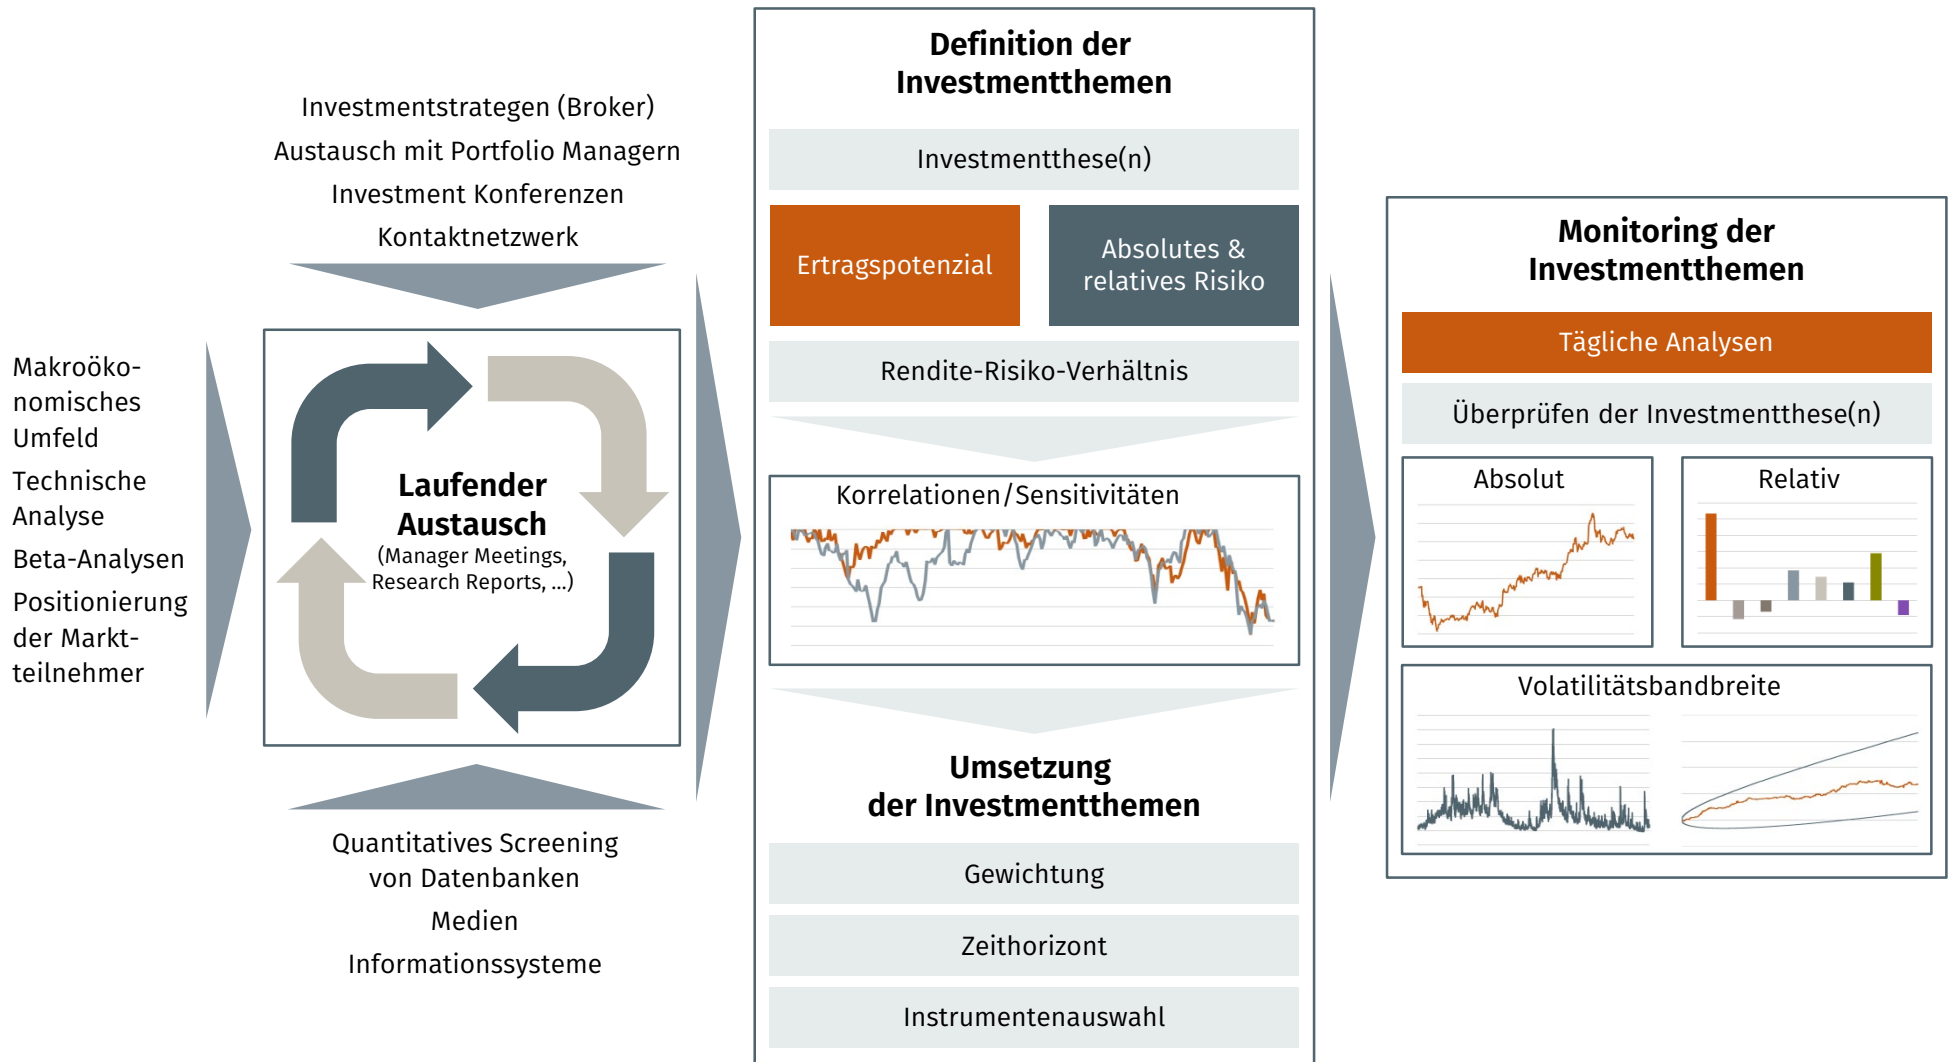 Investmentstrategen (Broker)
Austausch mit Portfolio Managern
Investment Konferenzen
Kontaktnetzwerk
Makroöko-
nomisches
Umfeld
Technische
Analyse
Beta-Analysen
Positionierung
der Markt-
teilnehmer
Laufender
Austausch
(Manager Meetings,
Research Reports, ...)
Quantitatives Screening
von Datenbanken
Medien
Informationssysteme
Definition der
Investmentthemen
Investmentthese(n)
Ertragspotenzial
Absolutes &
relatives Risiko
Rendite-Risiko-Verhältnis
Korrelationen/Sensitivitäten
Umsetzung
der Investmentthemen
Gewichtung
Zeithorizont
Instrumentenauswahl
Monitoring der
Investmentthemen
Tägliche Analysen
Überprüfen der Investmentthese(n)
Absolut
Relativ
Volatilitätsbandbreite